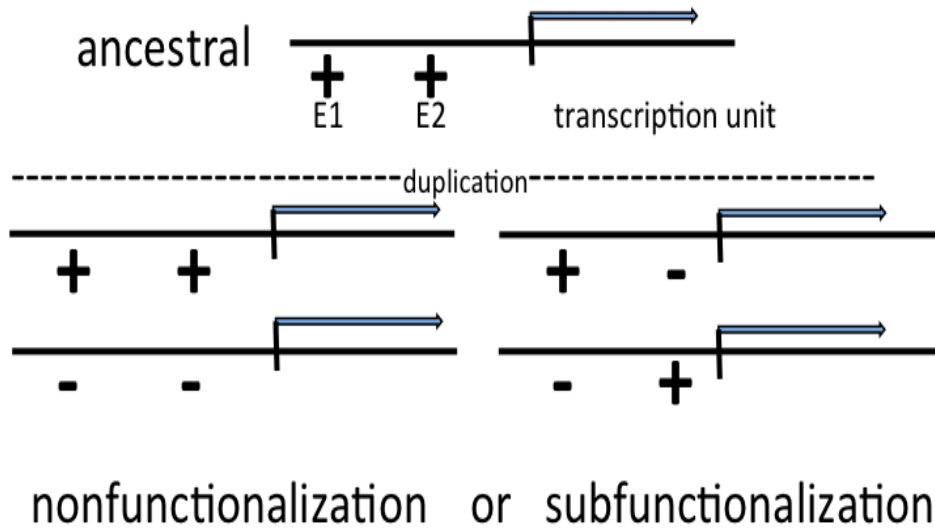 ancestral
+ +
E1 E2 transcription unit
duplication
+ + + -
- - - +
nonfunctionalization or subfunctionalization